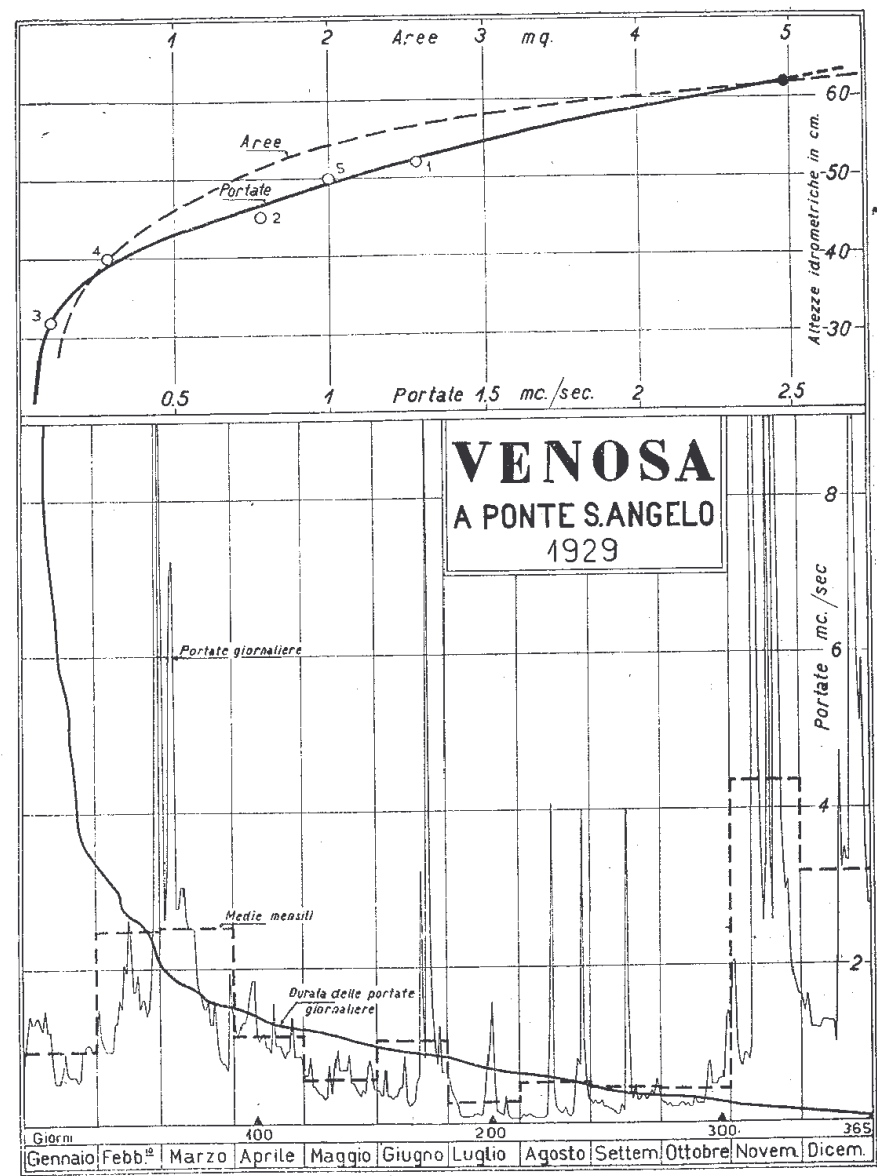 1 2 Aree 3 mq. 4 5
60
Aree
50
Portate
5
1
2
4
40
3
30
Altezze idrometriche in cm.
0.5 1 Portate 1.5 mc./sec. 2 2.5
VENOSA
A PONTE S. ANGELO
1929
8
Portate giornaliere
6
Portate mc./sec
4
Medie mensili
2
Durata delle portate
giornaliere
Giorni 100 200 300 365
Gennaio Febb.io Marzo Aprile Maggio Giugno Luglio Agosto Settem. Ottobre Novem. Dicem.